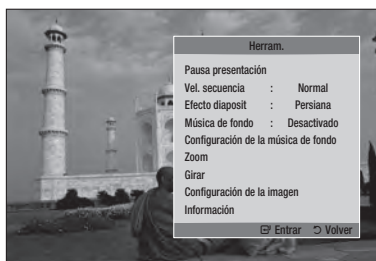 Herram.
Pausa presentación
Vel. secuencia : Normal
Efecto diaposit : Persiana
Música de fondo : Desactivado
Configuración de la música de fondo
Zoom
Girar
Configuración de la imagen
Información
Entrar Volver